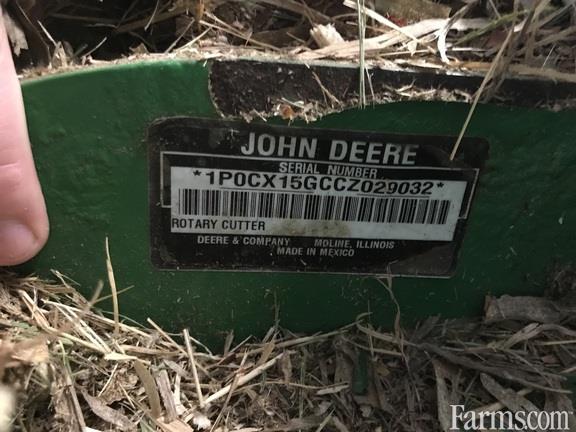 JOHN DEERE
SERIAL NUMBER
*1P0CX15GCCZ029032*
ROTARY CUTTER
DEERE & COMPANY MOLINE, ILLINOIS
MADE IN MEXICO
Farms.com